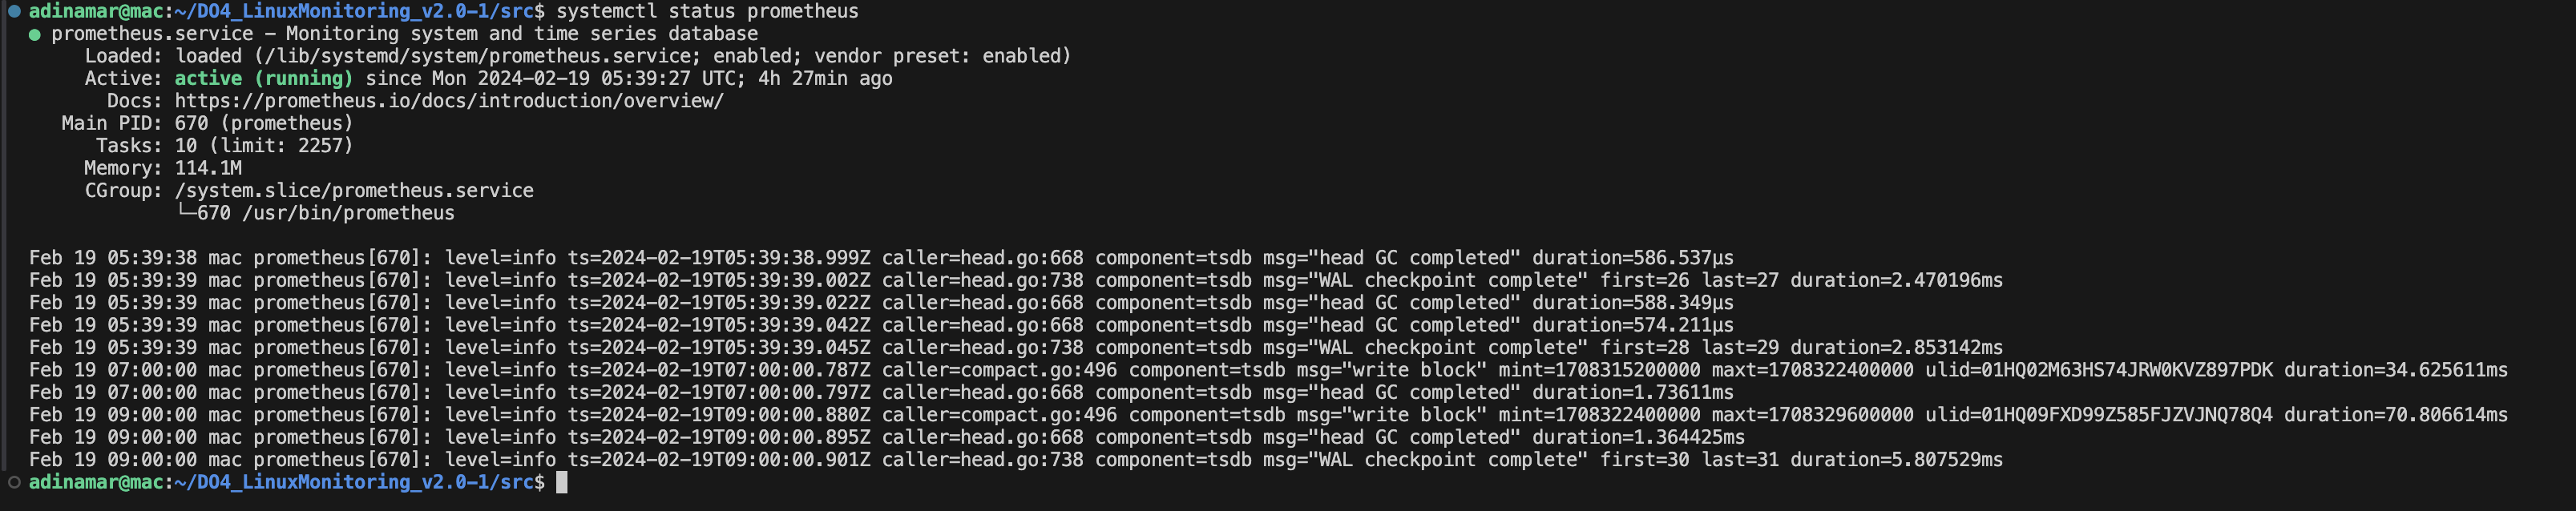 adinamar@mac:~/DO4_LinuxMonitoring_v2.0-1/src$ systemctl status prometheus
● prometheus.service - Monitoring system and time series database
Loaded: loaded (/lib/systemd/system/prometheus.service; enabled; vendor preset: enabled)
Active: active (running) since Mon 2024-02-19 05:39:27 UTC; 4h 27min ago
Docs: https://prometheus.io/docs/introduction/overview/
Main PID: 670 (prometheus)
Tasks: 10 (limit: 2257)
Memory: 114.1M
CGroup: /system.slice/prometheus.service
└─670 /usr/bin/prometheus
Feb 19 05:39:38 mac prometheus[670]: level=info ts=2024-02-19T05:39:38.999Z caller=head.go:668 component=tsdb msg="head GC completed" duration=586.537µs
Feb 19 05:39:39 mac prometheus[670]: level=info ts=2024-02-19T05:39:39.002Z caller=head.go:738 component=tsdb msg="WAL checkpoint complete" first=26 last=27 duration=2.470196ms
Feb 19 05:39:39 mac prometheus[670]: level=info ts=2024-02-19T05:39:39.022Z caller=head.go:668 component=tsdb msg="head GC completed" duration=588.349µs
Feb 19 05:39:39 mac prometheus[670]: level=info ts=2024-02-19T05:39:39.042Z caller=head.go:668 component=tsdb msg="head GC completed" duration=574.211µs
Feb 19 05:39:39 mac prometheus[670]: level=info ts=2024-02-19T05:39:39.045Z caller=head.go:738 component=tsdb msg="WAL checkpoint complete" first=28 last=29 duration=2.853142ms
Feb 19 07:00:00 mac prometheus[670]: level=info ts=2024-02-19T07:00:00.787Z caller=compact.go:496 component=tsdb msg="write block" mint=1708315200000 maxt=1708322400000 ulid=01HQ02M63HS74JRW0KVZ897PDK duration=34.625611ms
Feb 19 07:00:00 mac prometheus[670]: level=info ts=2024-02-19T07:00:00.797Z caller=head.go:668 component=tsdb msg="head GC completed" duration=1.73611ms
Feb 19 09:00:00 mac prometheus[670]: level=info ts=2024-02-19T09:00:00.880Z caller=compact.go:496 component=tsdb msg="write block" mint=1708322400000 maxt=1708329600000 ulid=01HQ09FXD99Z585FJZVJNQ78Q4 duration=70.806614ms
Feb 19 09:00:00 mac prometheus[670]: level=info ts=2024-02-19T09:00:00.895Z caller=head.go:668 component=tsdb msg="head GC completed" duration=1.364425ms
Feb 19 09:00:00 mac prometheus[670]: level=info ts=2024-02-19T09:00:00.901Z caller=head.go:738 component=tsdb msg="WAL checkpoint complete" first=30 last=31 duration=5.807529ms
adinamar@mac:~/DO4_LinuxMonitoring_v2.0-1/src$